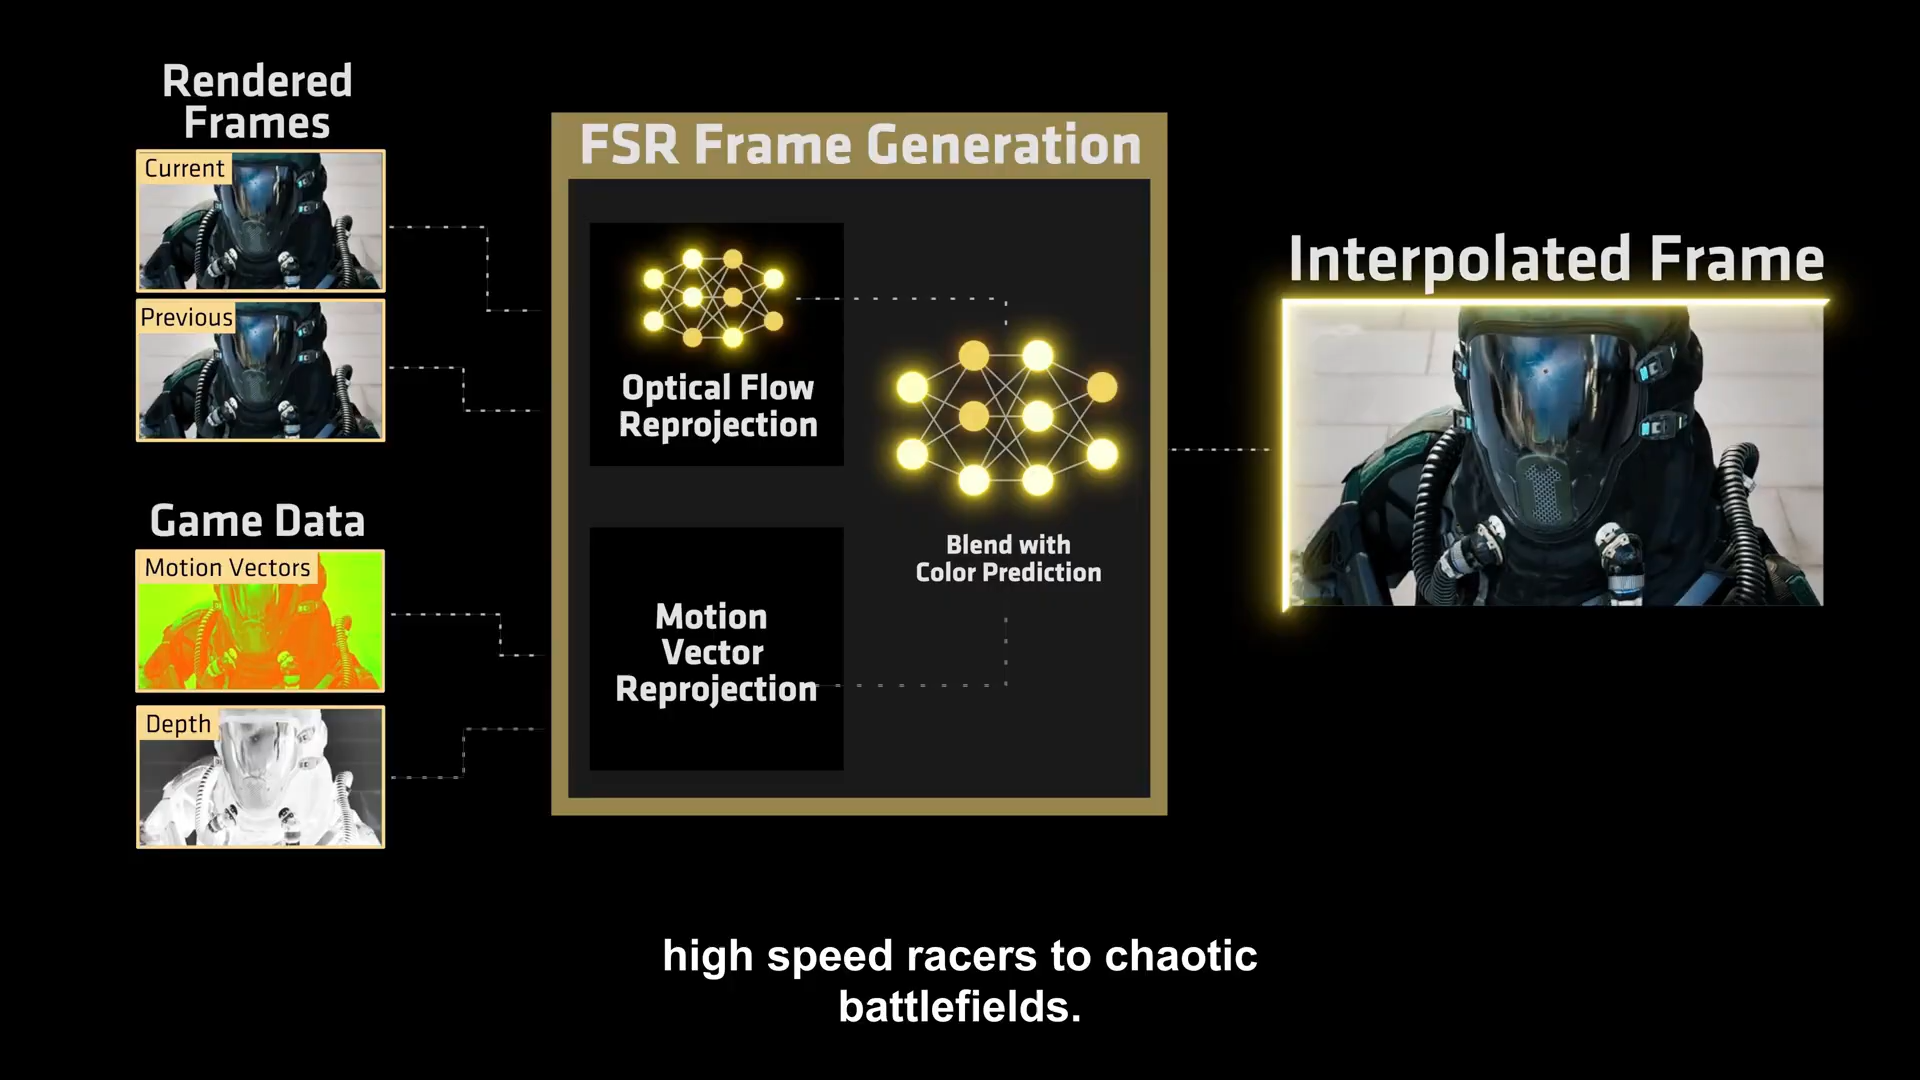 Rendered
Frames
Current
Previous
Game Data
Motion Vectors
Depth
FSR Frame Generation
Optical Flow
Reprojection
Motion
Vector
Reprojection
Blend with
Color Prediction
Interpolated Frame
high speed racers to chaotic
battlefields.